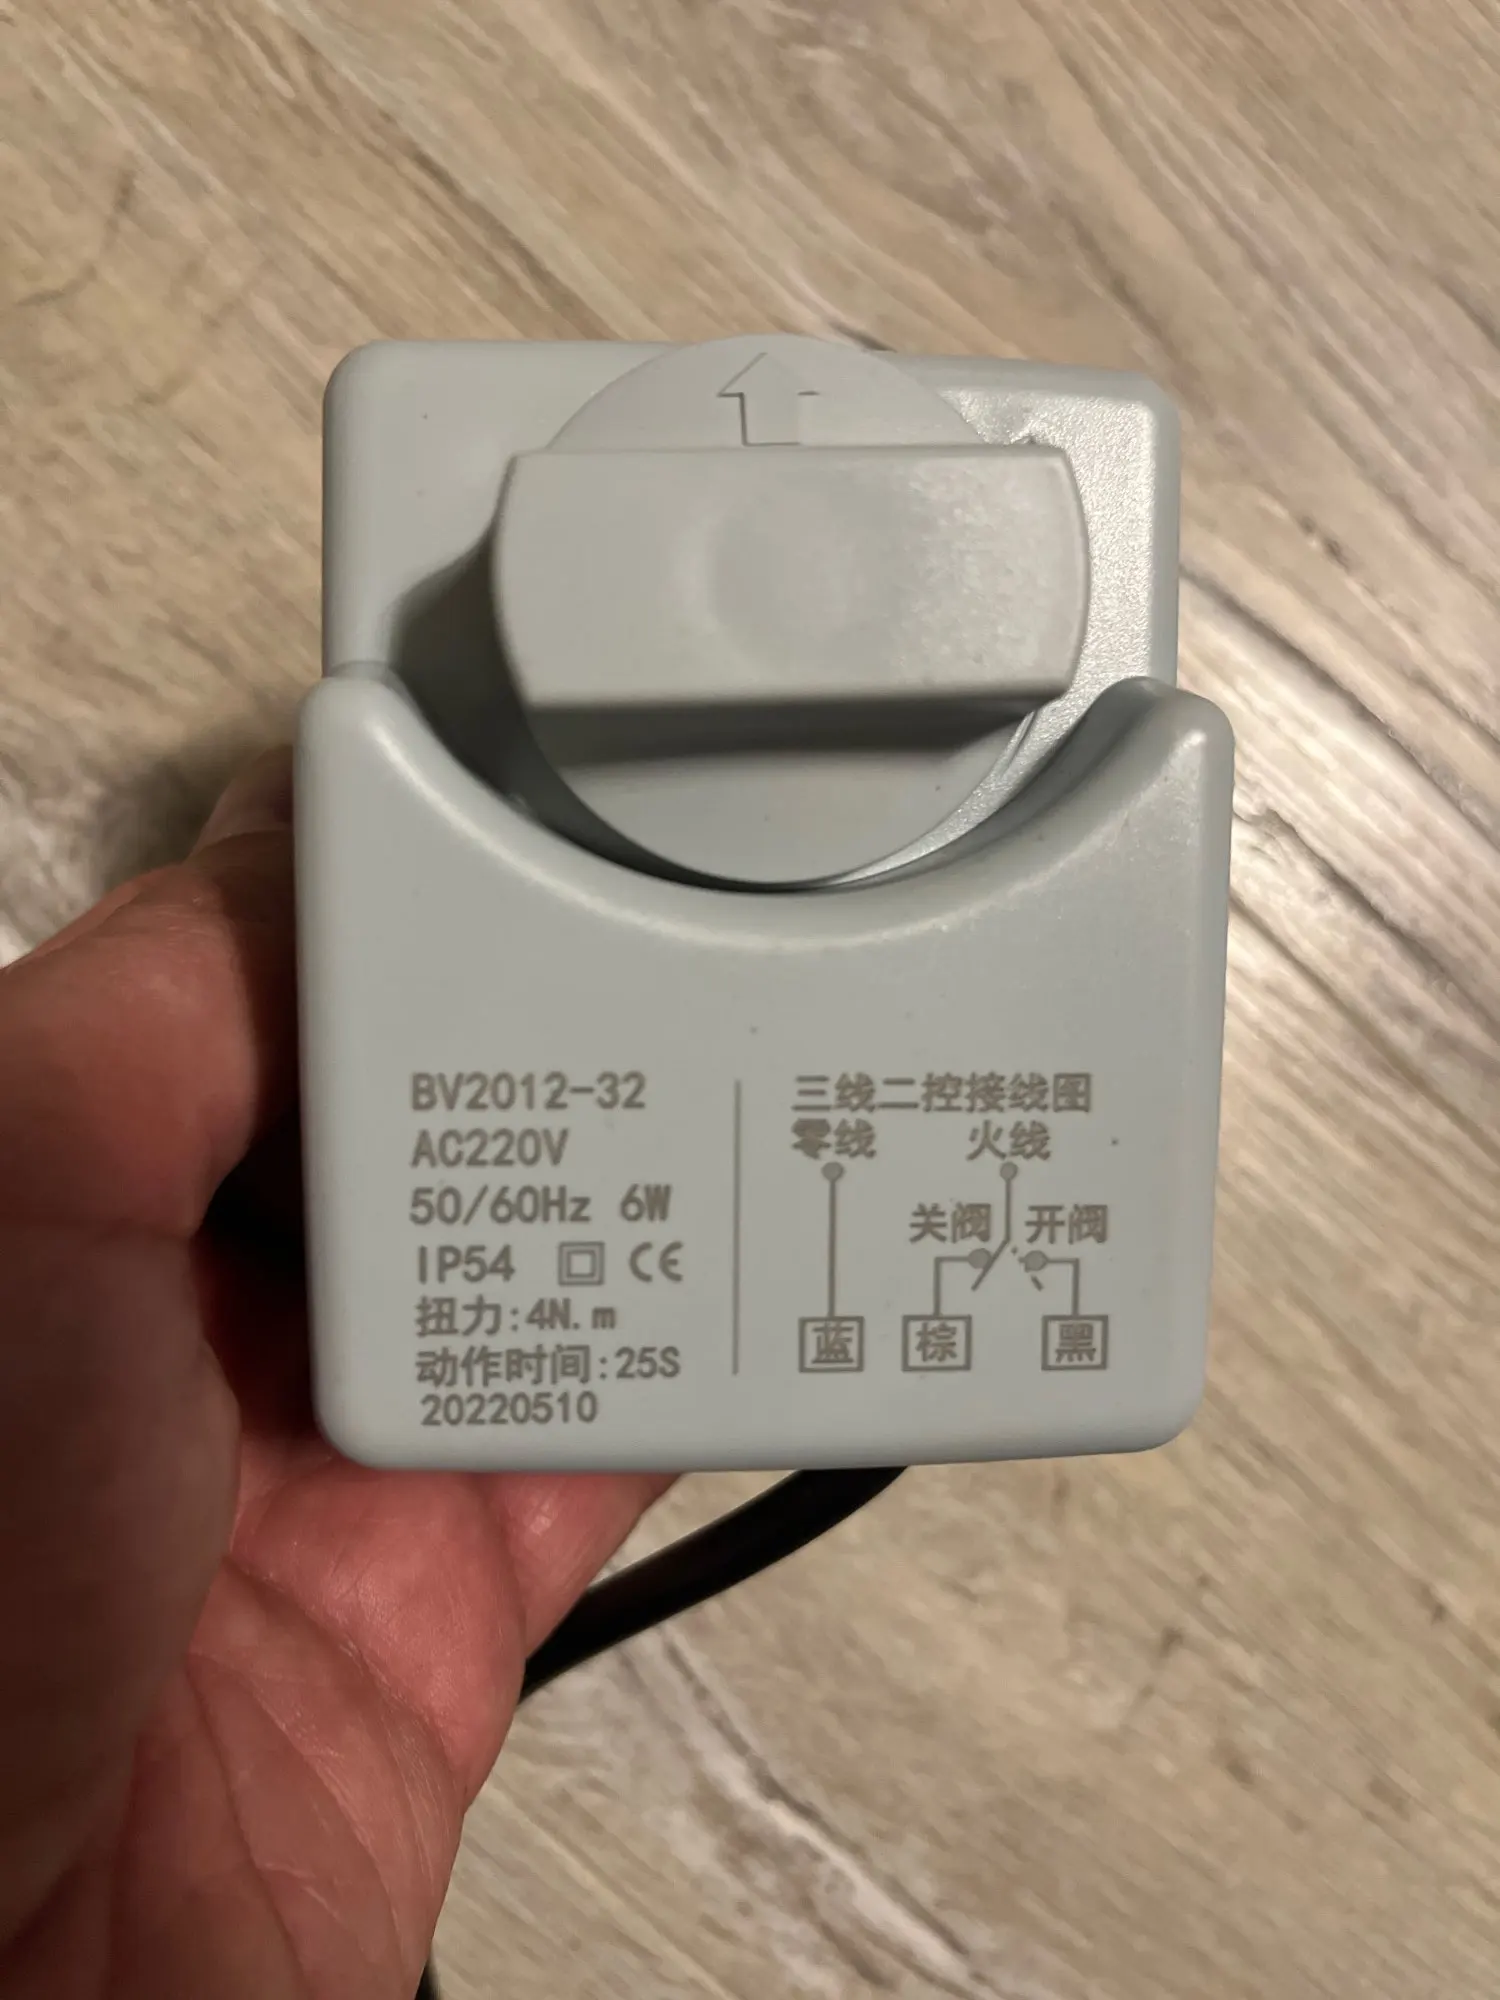 BV2012-32
AC220V
50/60Hz 6W
IP54 CE
扭力:4N.m
动作时间:25S
20220510
三线二控接线图
零线 火线
关阀 开阀
蓝 棕 黑